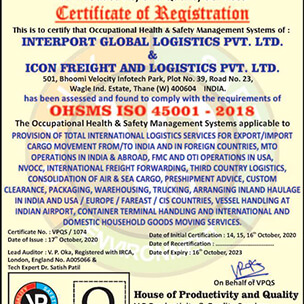 Certificate of Registration
This is to certify that Occupational Health & Safety Management Systems of :
INTERPORT GLOBAL LOGISTICS PVT. LTD.
&
ICON FREIGHT AND LOGISTICS PVT. LTD.
501, Bhoomi Velocity Infotech Park, Plot No. 39, Road No. 23,
Wagle Ind. Estate, Thane (W) 400604 INDIA.
has been assessed and found to comply with the requirements of
OHSMS ISO 45001 - 2018
The Occupational Health & Safety Management Systems applicable to
PROVISION OF TOTAL INTERNATIONAL LOGISTICS SERVICES FOR EXPORT/IMPORT
CARGO MOVEMENT FROM/TO INDIA AND IN FOREIGN COUNTRIES, MTO
OPERATIONS IN INDIA & ABROAD, FMC AND OTI OPERATIONS IN USA,
NVOCC, INTERNATIONAL FREIGHT FORWARDING, THIRD COUNTRY LOGISTICS,
CONSOLIDATION OF AIR & SEA CARGO, PRESHIPMENT ADVICE, CUSTOM
CLEARANCE, PACKAGING, WAREHOUSING, TRUCKING, ARRANGING INLAND HAULAGE
IN INDIA AND USA / EUROPE / FAREAST / CIS COUNTRIES, VESSEL HANDLING AT
INDIAN AIRPORT, CONTAINER TERMINAL HANDLING AND INTERNATIONAL AND
DOMESTIC HOUSEHOLD GOODS MOVING SERVICES.
Certificate No. : VPQS / 1074
Date of Initial Certification : 14, 15, 16th October, 2020
Date of Issue : 17th October, 2020
Date of Recertification :
Lead Auditor : V. P. Oka, Registered with IRCA,
Date of Expiry : 16th October, 2023
London, England No. A005066 &
Tech Expert Dr. Satish Patil
VPQS
On Behalf of VPQS
House of Productivity and Quality